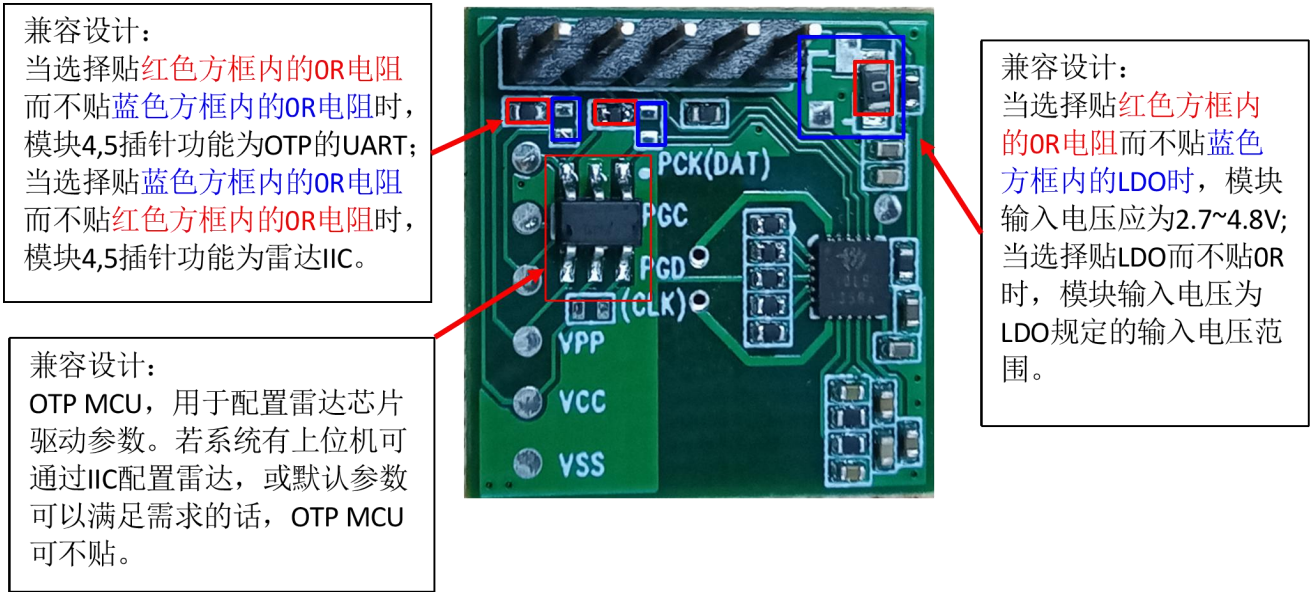 兼容设计：
当选择贴红色方框内的0R电阻
而不贴蓝色方框内的0R电阻时，
模块4,5插针功能为OTP的UART；
当选择贴蓝色方框内的0R电阻
而不贴红色方框内的0R电阻时，
模块4,5插针功能为雷达IIC。
兼容设计：
OTP MCU，用于配置雷达芯片
驱动参数。若系统有上位机可
通过IIC配置雷达，或默认参数
可以满足需求的话，OTP MCU
可不贴。
PCK(DAT)
PGC
PGD
(CLK)
VPP
VCC
VSS
0
兼容设计：
当选择贴红色方框内
的0R电阻而不贴蓝色
方框内的LDO时，模块
输入电压应为2.7~4.8V;
当选择贴LDO而不贴0R
时，模块输入电压为
LDO规定的输入电压范
围。